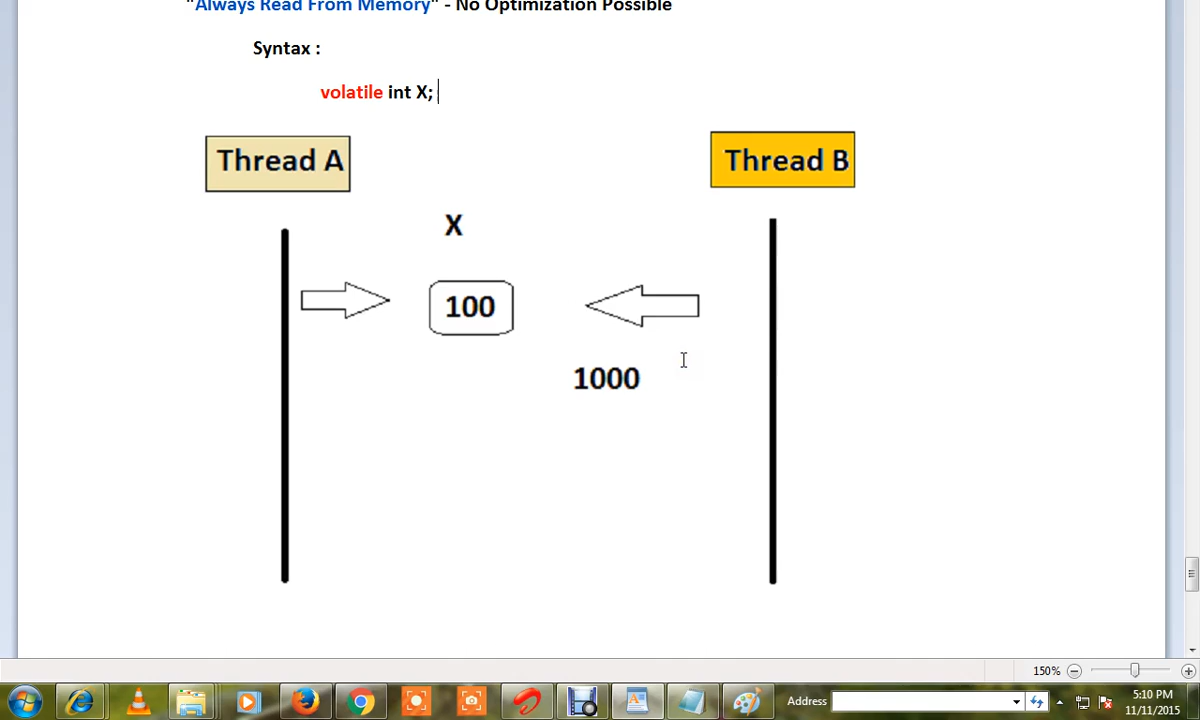 "Always Read From Memory" - No Optimization Possible
Syntax :
volatile int X;
Thread A
Thread B
X
100
1000
150%
Address
5:10 PM
11/11/2015